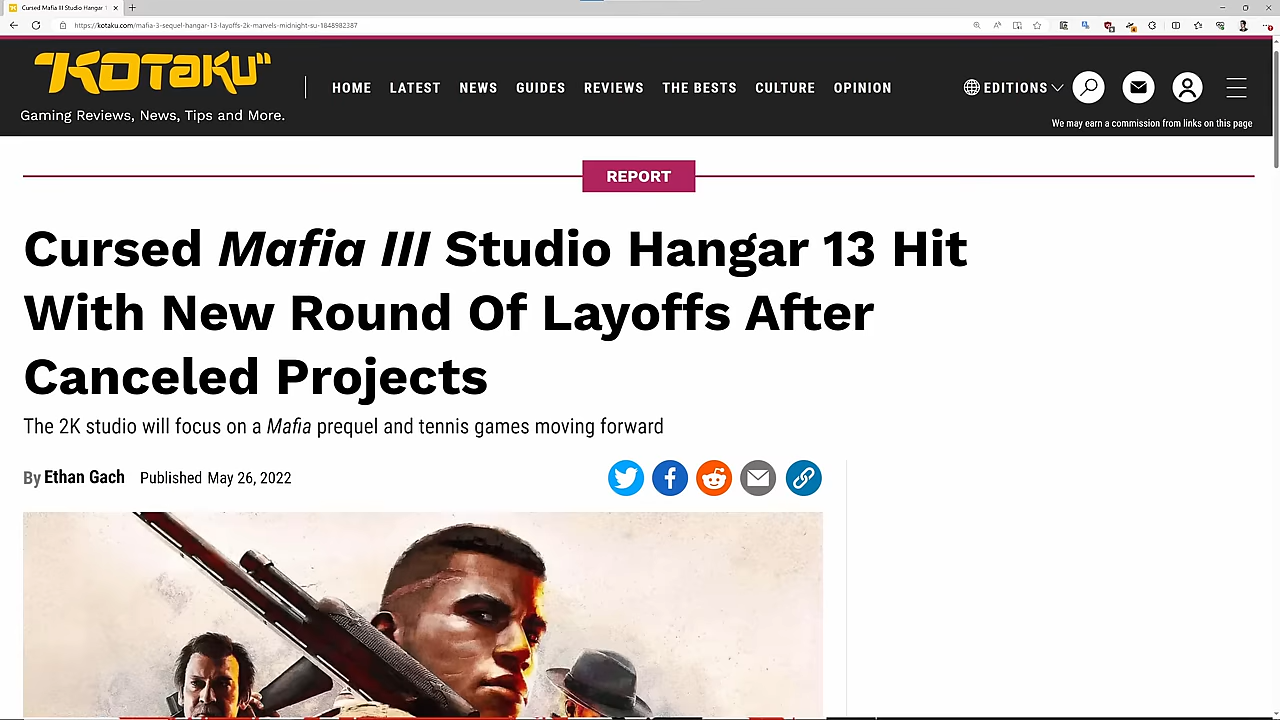 Cursed Mafia III Studio Hangar 1
https://kotaku.com/mafia-3-sequel-hangar-13-layoffs-2k-marvels-midnight-su-1848982387
KOTAKU
Gaming Reviews, News, Tips and More.
HOME LATEST NEWS GUIDES REVIEWS THE BESTS CULTURE OPINION
EDITIONS
We may earn a commission from links on this page
REPORT
Cursed Mafia III Studio Hangar 13 Hit
With New Round Of Layoffs After
Canceled Projects
The 2K studio will focus on a Mafia prequel and tennis games moving forward
By Ethan Gach Published May 26, 2022